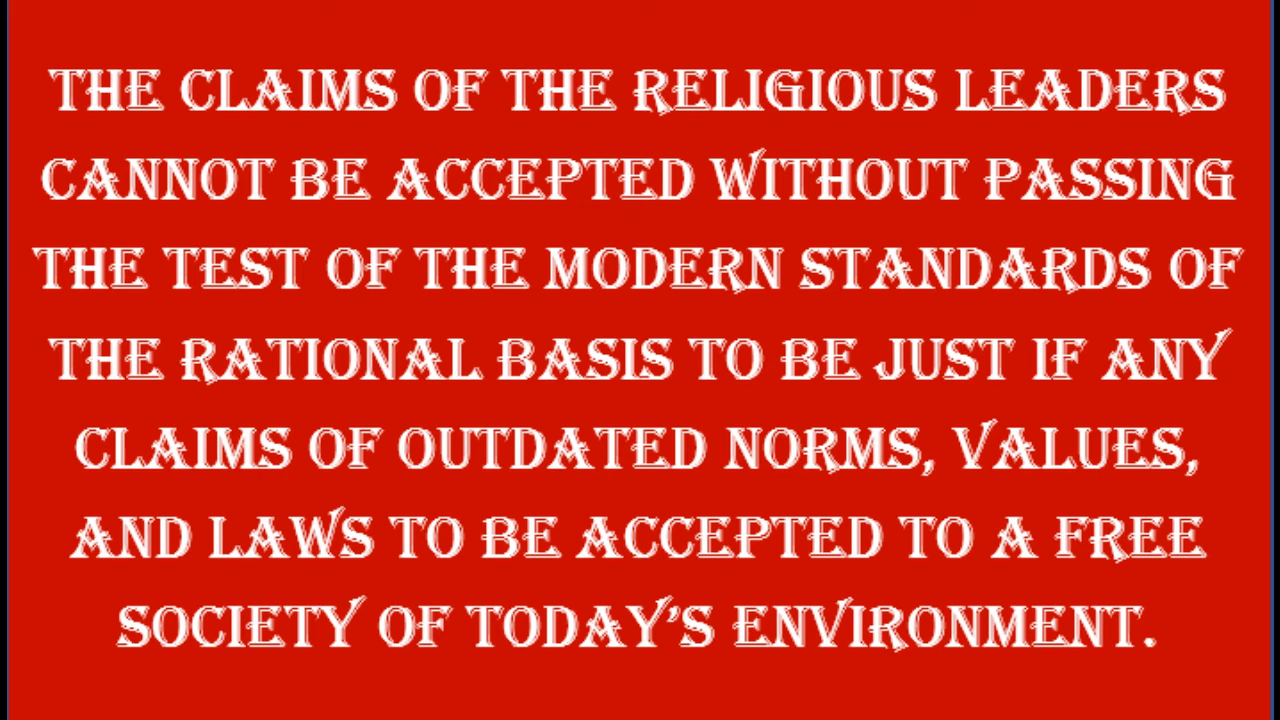 THE CLAIMS OF THE RELIGIOUS LEADERS
CANNOT BE ACCEPTED WITHOUT PASSING
THE TEST OF THE MODERN STANDARDS OF
THE RATIONAL BASIS TO BE JUST IF ANY
CLAIMS OF OUTDATED NORMS, VALUES,
AND LAWS TO BE ACCEPTED TO A FREE
SOCIETY OF TODAY’S ENVIRONMENT.